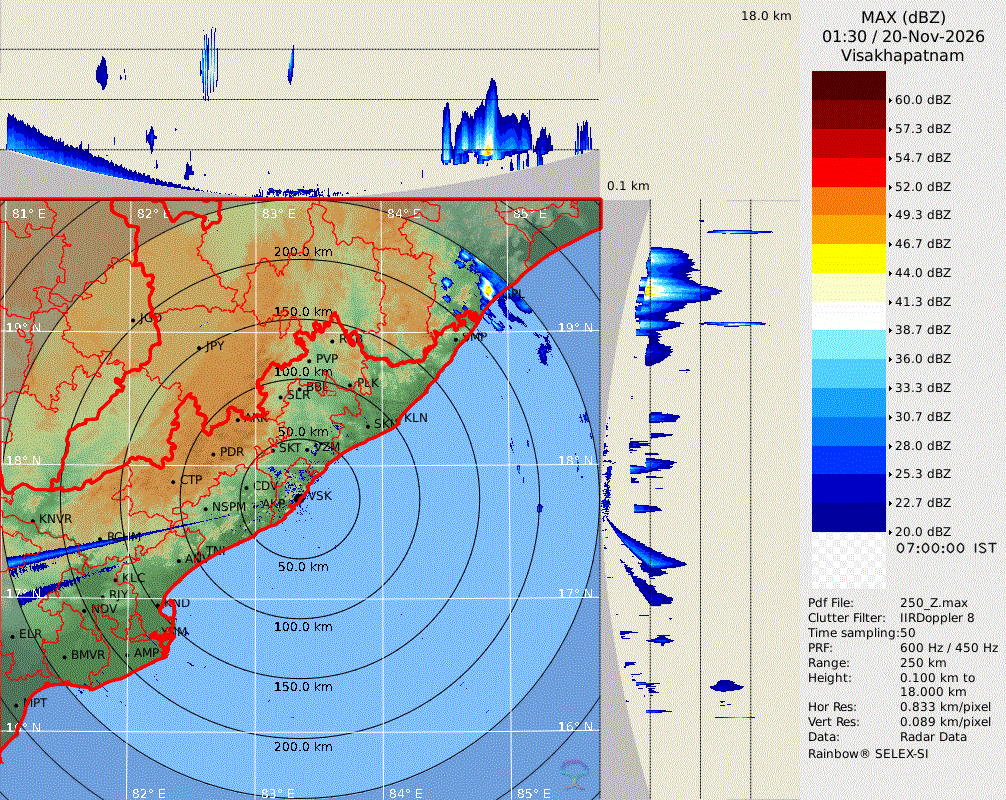 18.0 km
0.1 km
MAX (dBZ)
01:30 / 20-Nov-2026
Visakhapatnam
60.0 dBZ
57.3 dBZ
54.7 dBZ
52.0 dBZ
49.3 dBZ
46.7 dBZ
44.0 dBZ
41.3 dBZ
38.7 dBZ
36.0 dBZ
33.3 dBZ
30.7 dBZ
28.0 dBZ
25.3 dBZ
22.7 dBZ
20.0 dBZ
07:00:00 IST
Pdf File: 250_Z.max
Clutter Filter: IIRDoppler 8
Time sampling:50
PRF: 600 Hz / 450 Hz
Range: 250 km
Height: 0.100 km to
18.000 km
Hor Res: 0.833 km/pixel
Vert Res: 0.089 km/pixel
Data: Radar Data
Rainbow® SELEX-SI
81° E 82° E 83° E 84° E 85° E
200.0 km
150.0 km
19° N 19° N
JPY
PVP
100.0 km
PLK
SLR
KLN
50.0 km
SKT
PDR
18° N 18° N
CTP
CDV
VSK
NSPM
AKP
KNVR
50.0 km
KLC
RJY
17° N 17° N
NDV
KND
100.0 km
ELR
BMVR
AMP
150.0 km
MPT
16° N 16° N
200.0 km
82° E 83° E 84° E 85° E